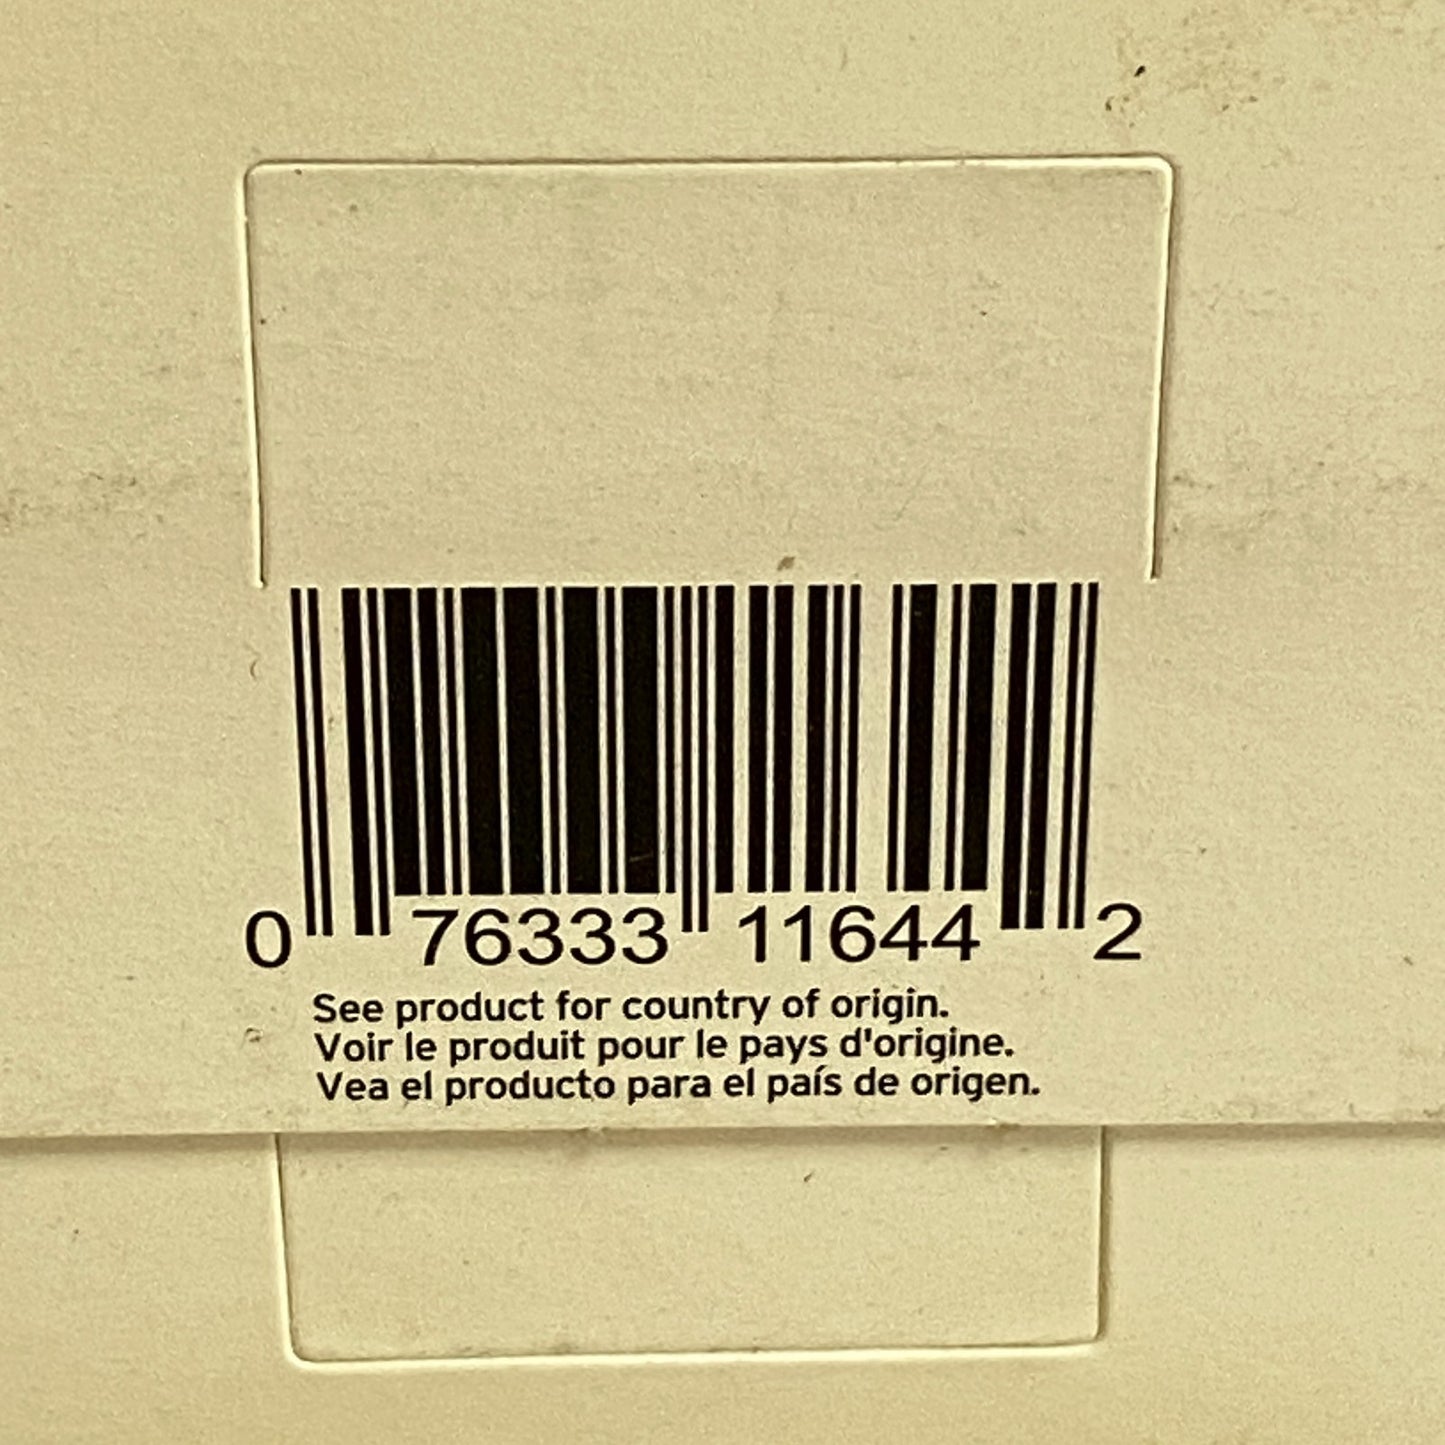 0 76333 11644 2
See product for country of origin.
Voir le produit pour le pays d'origine.
Vea el producto para el país de origen.